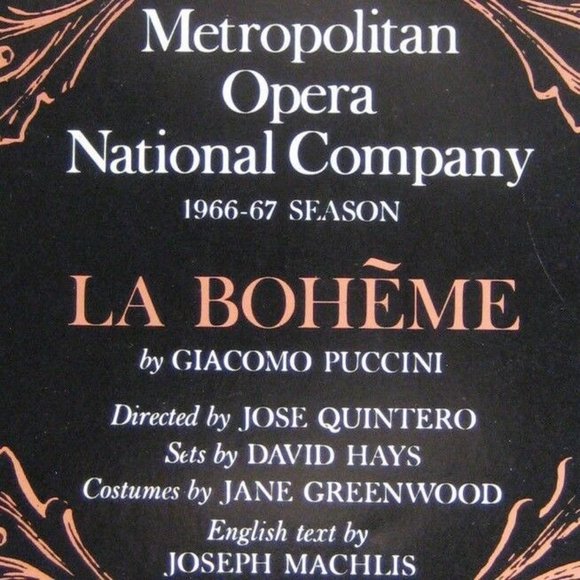 Metropolitan
Opera
National Company
1966-67 SEASON
LA BOHẼME
by GIACOMO PUCCINI
Directed by JOSE QUINTERO
Sets by DAVID HAYS
Costumes by JANE GREENWOOD
English text by
JOSEPH MACHLIS